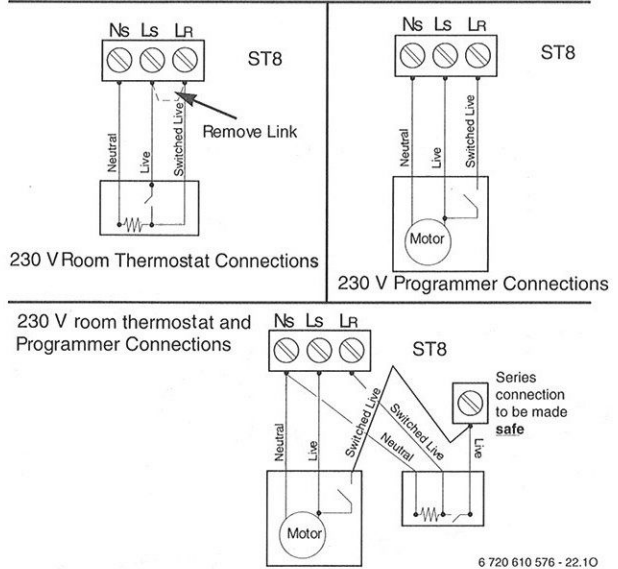 Ns Ls LR
ST8
Remove Link
Neutral
Live
Switched Live
230 V Room Thermostat Connections
Ns Ls LR
ST8
Neutral
Live
Switched Live
Motor
230 V Programmer Connections
230 V room thermostat and
Programmer Connections
Ns Ls LR
ST8
Series
connection
to be made
safe
Neutral
Live
Switched Live
Switched Live
Neutral
Live
Motor
6 720 610 576 - 22.1O